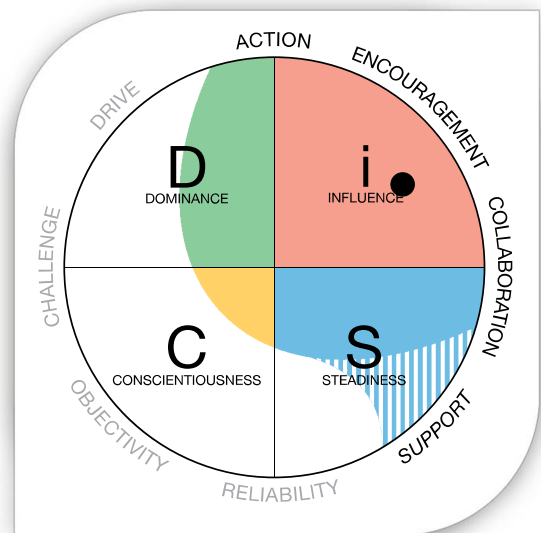 ACTION
ENCOURAGEMENT
DRIVE
D
DOMINANCE
i
INFLUENCE
COLLABORATION
CHALLENGE
C
CONSCIENTIOUSNESS
S
STEADINESS
OBJECTIVITY
SUPPORT
RELIABILITY